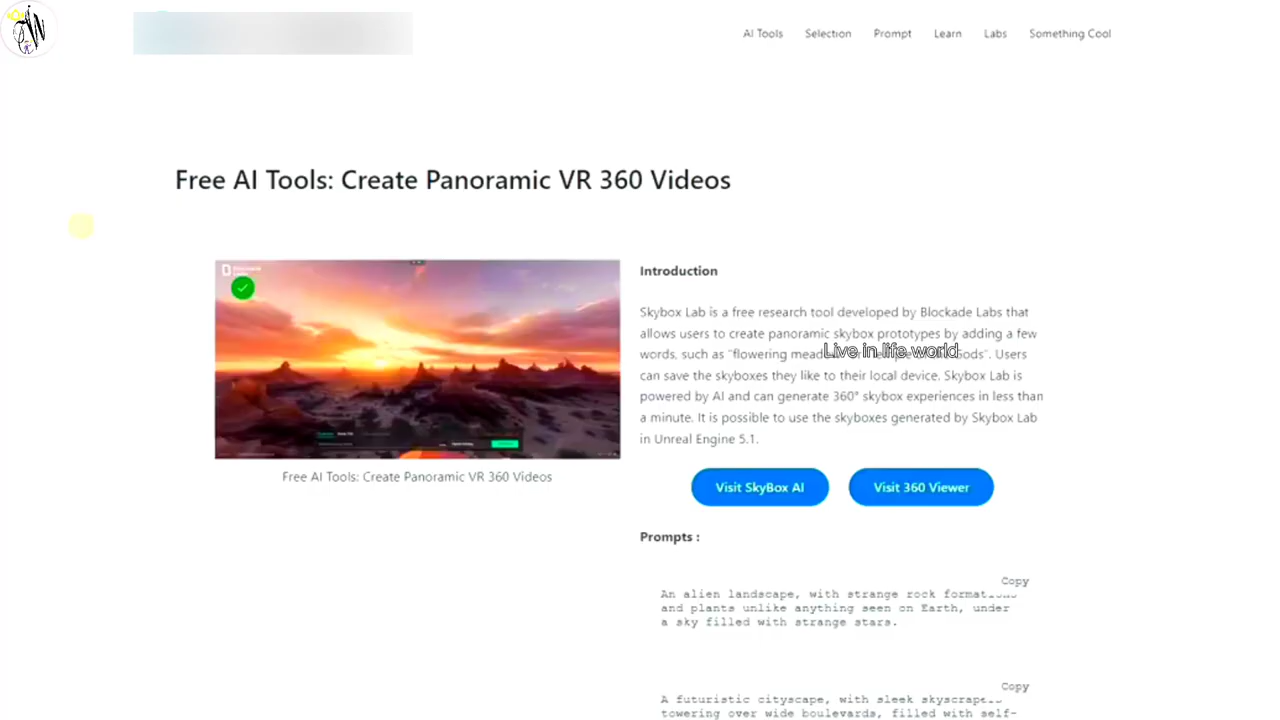 AI Tools Selection Prompt Learn Labs Something Cool
Free AI Tools: Create Panoramic VR 360 Videos
Free AI Tools: Create Panoramic VR 360 Videos
Introduction
Skybox Lab is a free research tool developed by Blockade Labs that
allows users to create panoramic skybox prototypes by adding a few
words, such as "flowering Gods". Users
Live in life world
can save the skyboxes they like to their local device. Skybox Lab is
powered by AI and can generate 360° skybox experiences in less than
a minute. It is possible to use the skyboxes generated by Skybox Lab
in Unreal Engine 5.1.
Visit SkyBox AI Visit 360 Viewer
Prompts :
Copy
An alien landscape, with strange rock
and plants unlike anything seen on Earth, under
a sky filled with strange stars.
Copy
A futuristic cityscape, with sleek
towering over wide boulevards, filled with self-